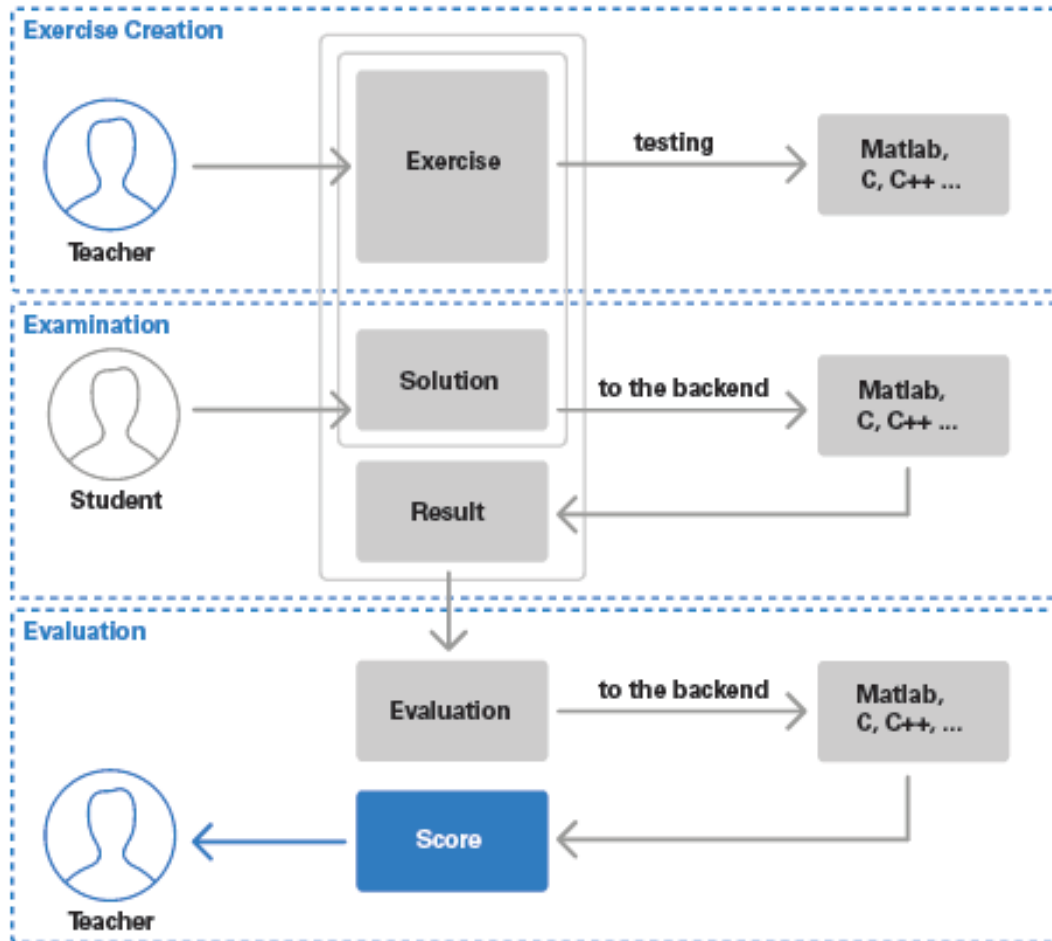 Exercise Creation
Exercise
testing
Matlab,
C, C++ ...
Teacher
Examination
Solution
to the backend
Matlab,
C, C++ ...
Student
Result
Evaluation
Evaluation
to the backend
Matlab,
C, C++, ...
Score
Teacher